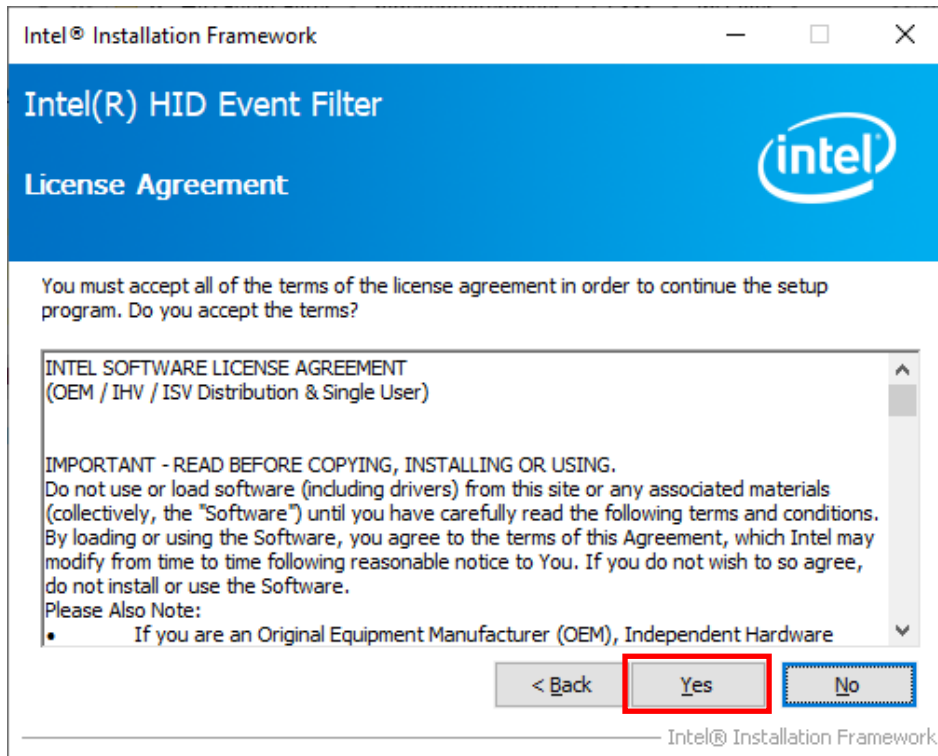 Intel® Installation Framework
Intel(R) HID Event Filter
intel
License Agreement
You must accept all of the terms of the license agreement in order to continue the setup
program. Do you accept the terms?
INTEL SOFTWARE LICENSE AGREEMENT
(OEM / IHV / ISV Distribution & Single User)
IMPORTANT - READ BEFORE COPYING, INSTALLING OR USING.
Do not use or load software (including drivers) from this site or any associated materials
(collectively, the "Software") until you have carefully read the following terms and conditions.
By loading or using the Software, you agree to the terms of this Agreement, which Intel may
modify from time to time following reasonable notice to You. If you do not wish to so agree,
do not install or use the Software.
Please Also Note:
• If you are an Original Equipment Manufacturer (OEM), Independent Hardware
< Back Yes No
Intel® Installation Framework